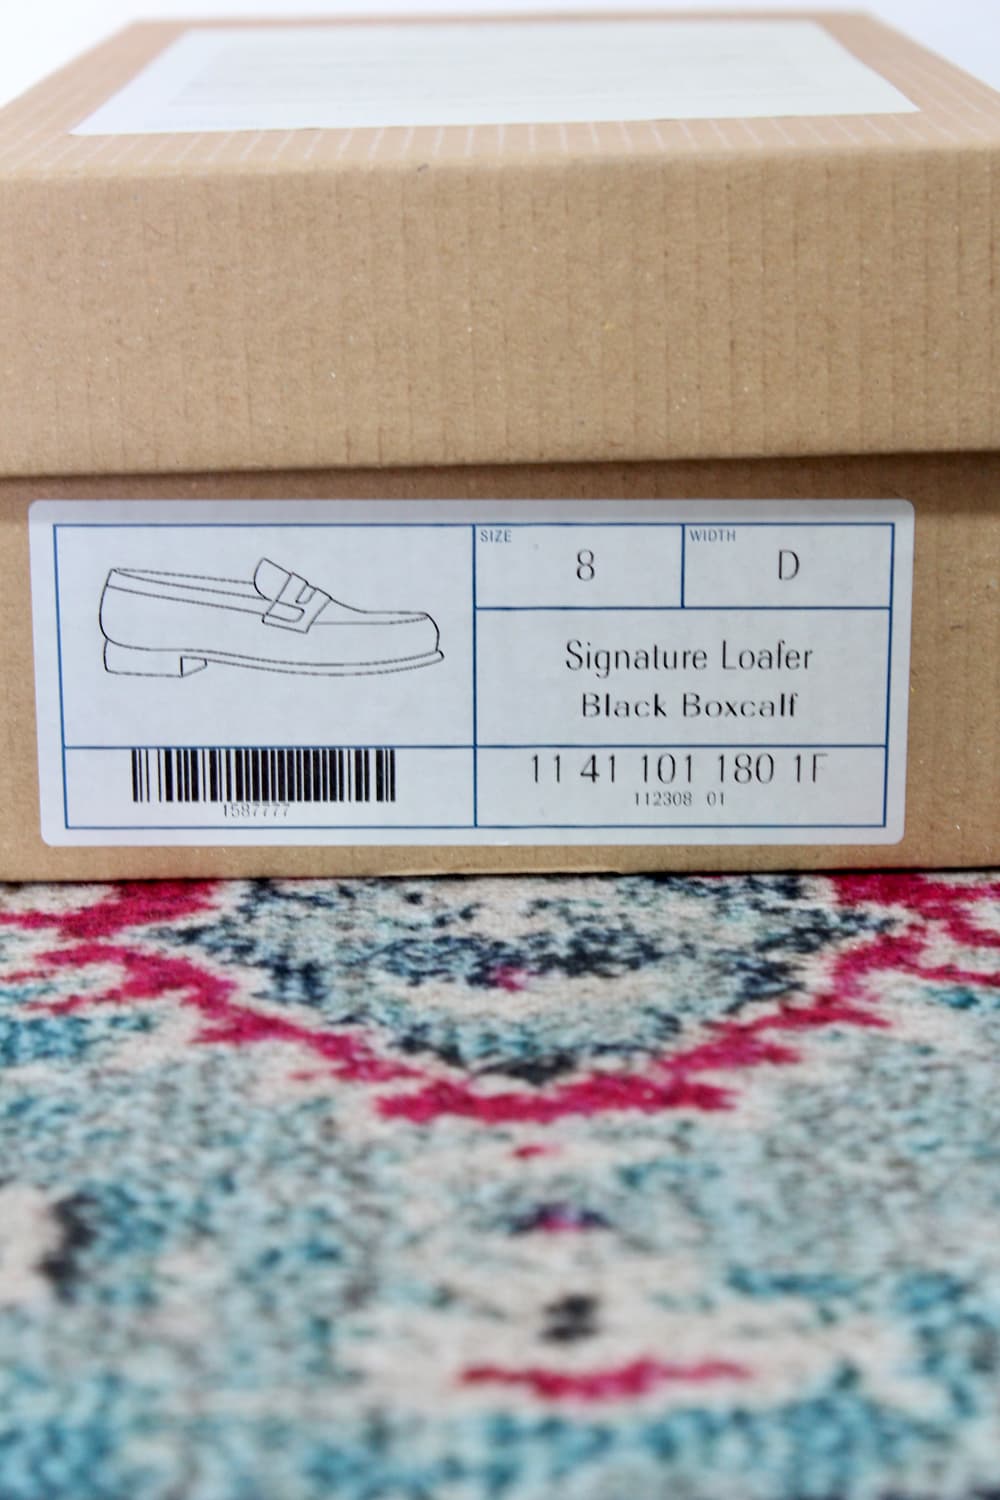 SIZE
8
WIDTH
D
Signature Loafer
Black Boxcalf
11 41 101 180 1F
112308 01
1587777